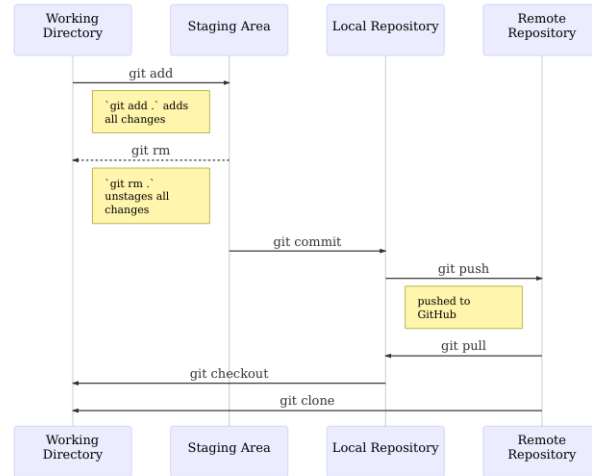 Working
Directory
Staging Area
Local Repository
Remote
Repository
git add
`git add .` adds
all changes
git rm
`git rm .`
unstages all
changes
git commit
git push
pushed to
GitHub
git pull
git checkout
git clone
Working
Directory
Staging Area
Local Repository
Remote
Repository